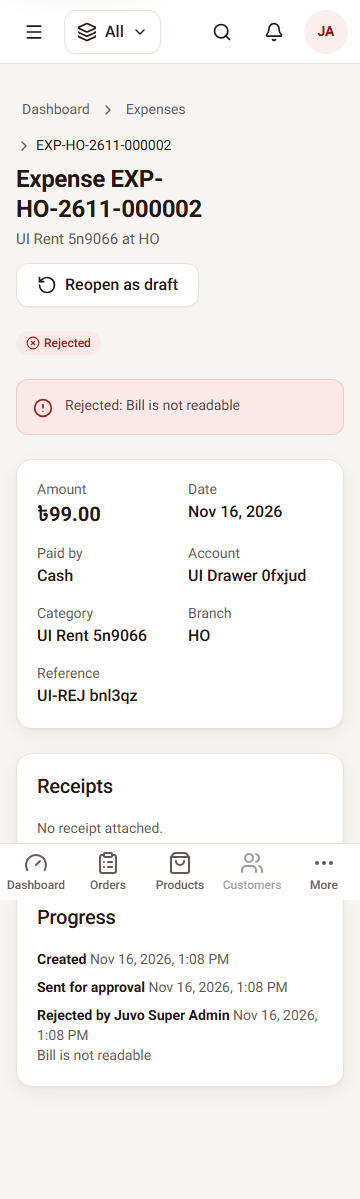 All
JA
Dashboard > Expenses
> EXP-HO-2611-000002
Expense EXP-
HO-2611-000002
UI Rent 5n9066 at HO
Reopen as draft
Rejected
Rejected: Bill is not readable
Amount
৳99.00
Date
Nov 16, 2026
Paid by
Cash
Account
UI Drawer 0fxjud
Category
UI Rent 5n9066
Branch
HO
Reference
UI-REJ bnl3qz
Receipts
No receipt attached.
Dashboard
Orders
Products
Customers
More
Progress
Created Nov 16, 2026, 1:08 PM
Sent for approval Nov 16, 2026, 1:08 PM
Rejected by Juvo Super Admin Nov 16, 2026,
1:08 PM
Bill is not readable